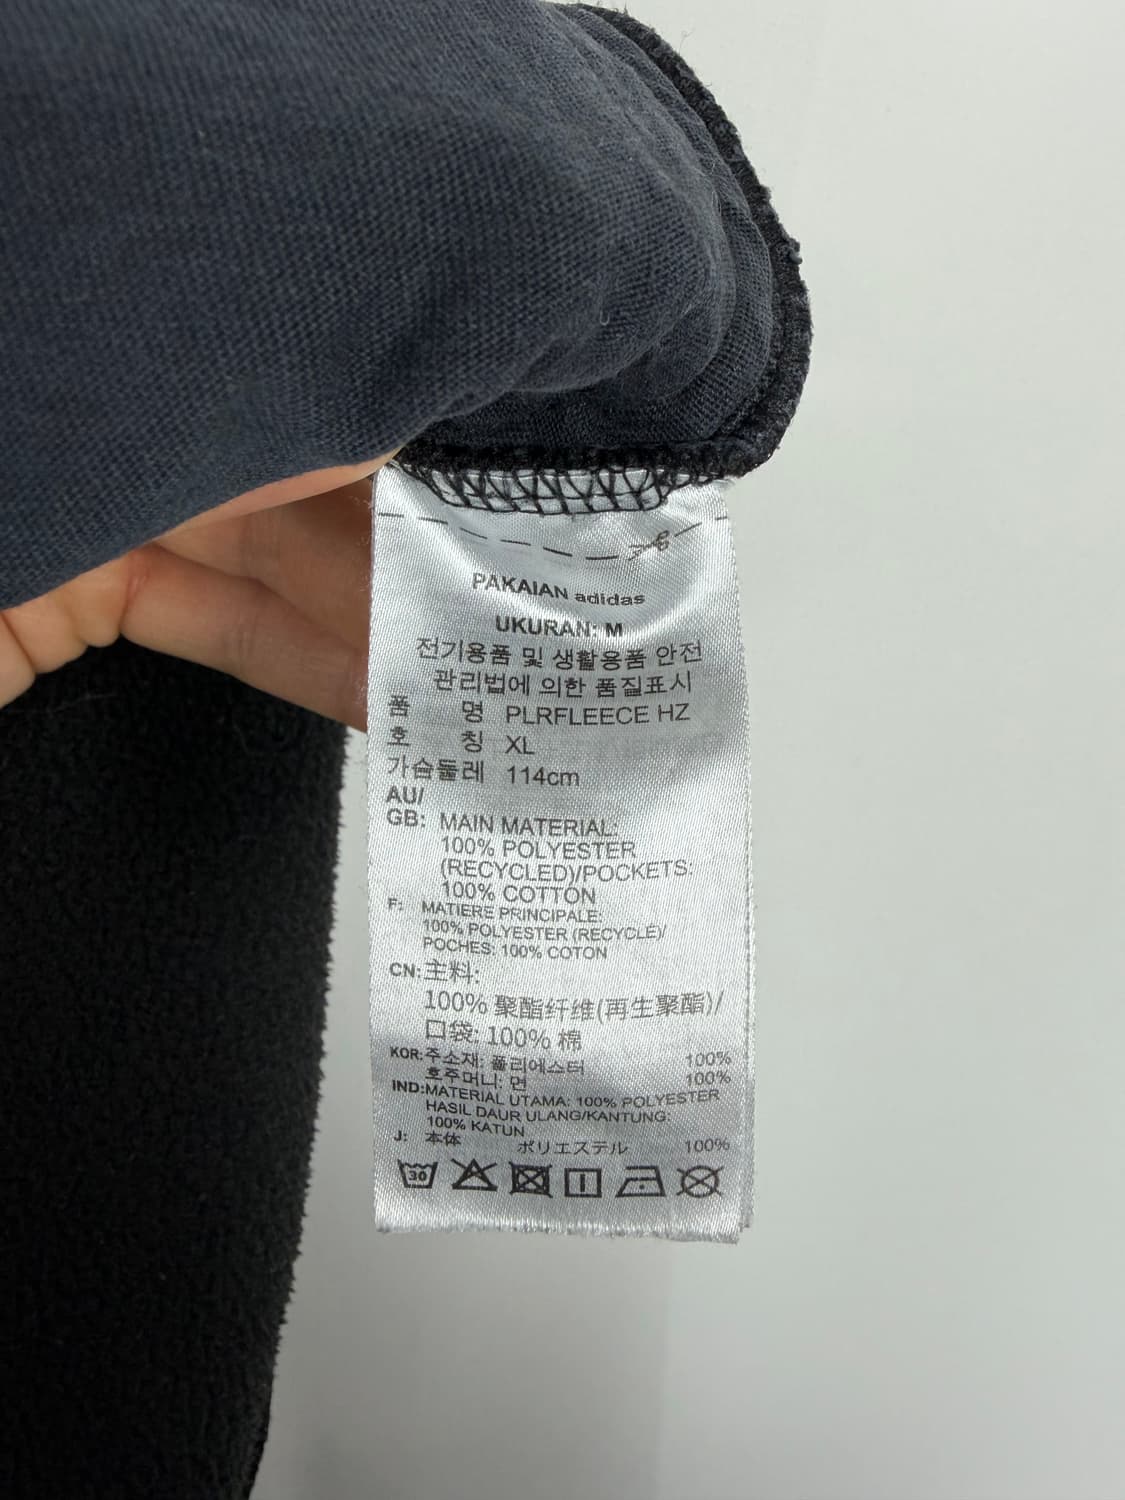 PAKAIAN adidas
UKURAN: M
전기용품 및 생활용품 안전
관리법에 의한 품질표시
품 명 PLRFLEECE HZ
호 칭 XL
가슴둘레 114cm
AU/
GB: MAIN MATERIAL:
100% POLYESTER
(RECYCLED)/POCKETS:
100% COTTON
F: MATIERE PRINCIPALE:
100% POLYESTER (RECYCLÉ)/
POCHES: 100% COTON
CN: 主料:
100% 聚酯纤维(再生聚酯)/
口袋: 100% 棉
KOR: 주소재: 폴리에스터 100%
호주머니: 면 100%
IND: MATERIAL UTAMA: 100% POLYESTER
HASIL DAUR ULANG/KANTUNG:
100% KATUN
J: 本体 ポリエステル 100%
30